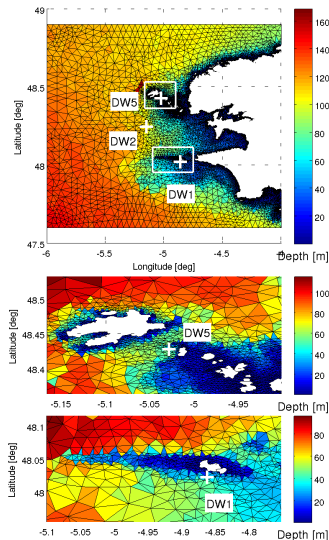 49
160
140
48.5
DW5
120
Latitude [deg]
100
DW2
80
48
60
DW1
40
20
47.5
-6 -5.5 -5 -4.5 -4
Depth [m]
Longitude [deg]
48.5
100
DW5
80
Latitude [deg]
48.45
60
48.4
40
20
-5.15 -5.1 -5.05 -5 -4.95
Depth [m]
48.1
80
Latitude [deg]
48.05
60
40
48
DW1
20
-5.1 -5.05 -5 -4.95 -4.9 -4.85 -4.8
Depth [m]